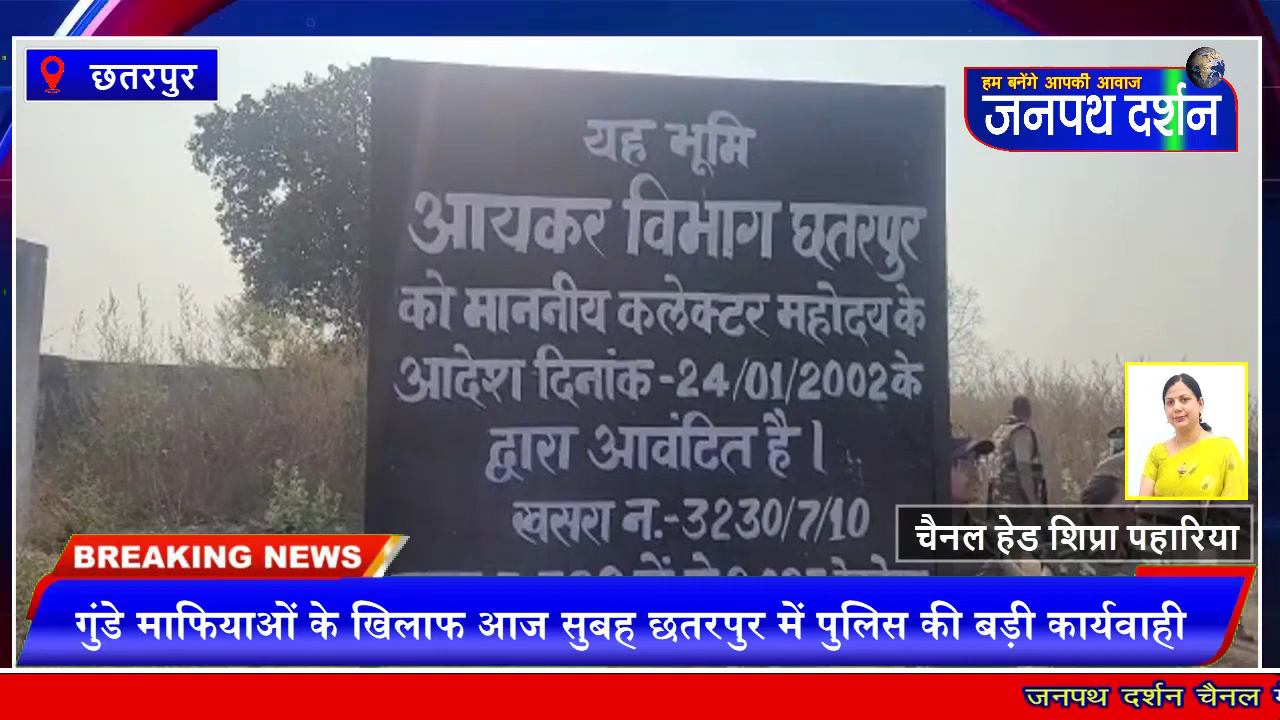 छतरपुर
हम बनेंगे आपकी आवाज
जनपथ दर्शन
यह भूमि
आयकर विभाग छतरपुर
को माननीय कलेक्टर महोदय के
आदेश दिनांक-24/01/2002 के
द्वारा आवंटित है।
खसरा न.-3230/7/10
चैनल हेड शिप्रा पहारिया
BREAKING NEWS
गुंडे माफियाओं के खिलाफ आज सुबह छतरपुर में पुलिस की बड़ी कार्यवाही
जनपथ दर्शन चैनल